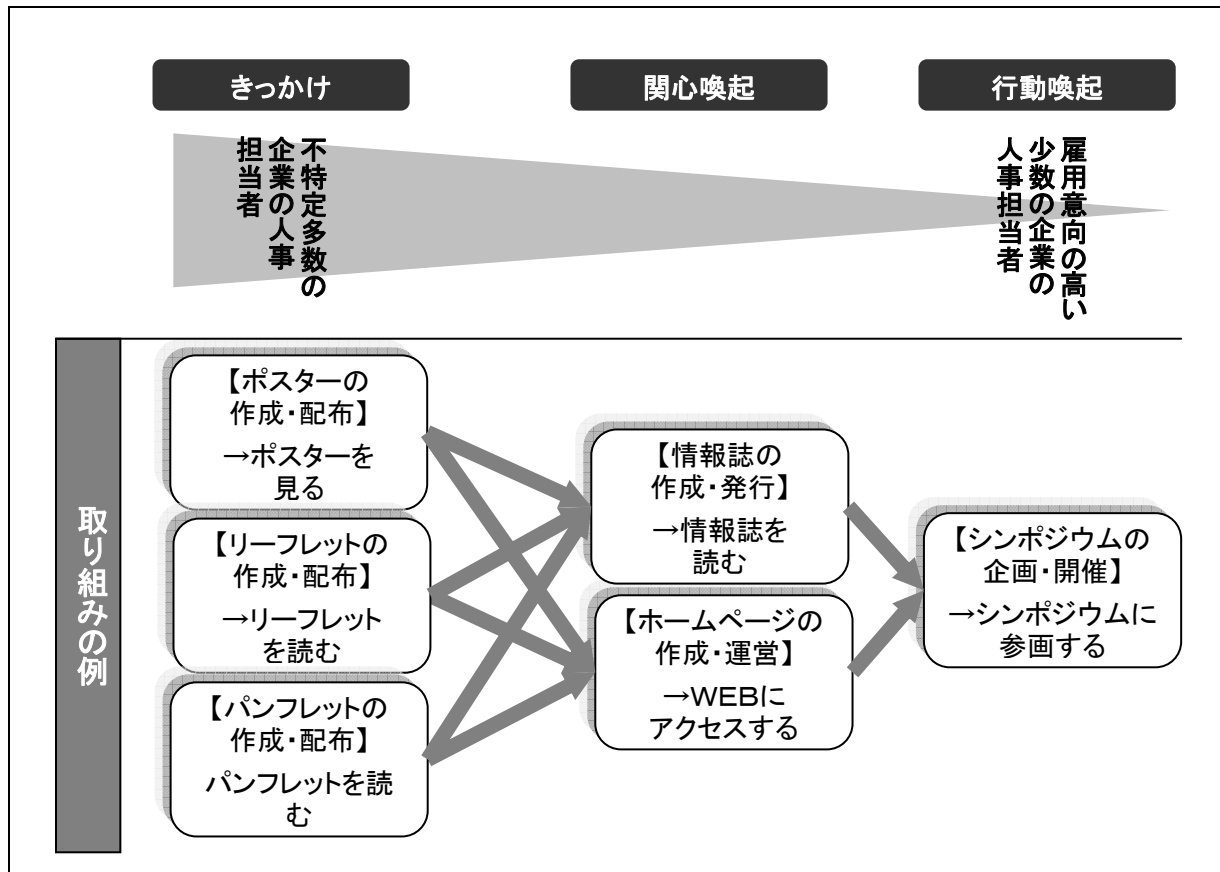 きっかけ
関心喚起
行動喚起
不特定多数の
企業の人事
担当者
雇用意向の高い
少数の企業の
人事担当者
取り組みの例
【ポスターの
作成・配布】
→ポスターを
見る
【リーフレットの
作成・配布】
→リーフレット
を読む
【パンフレットの
作成・配布】
パンフレットを読
む
【情報誌の
作成・発行】
→情報誌を
読む
【ホームページの
作成・運営】
→WEBに
アクセスする
【シンポジウムの
企画・開催】
→シンポジウムに
参画する